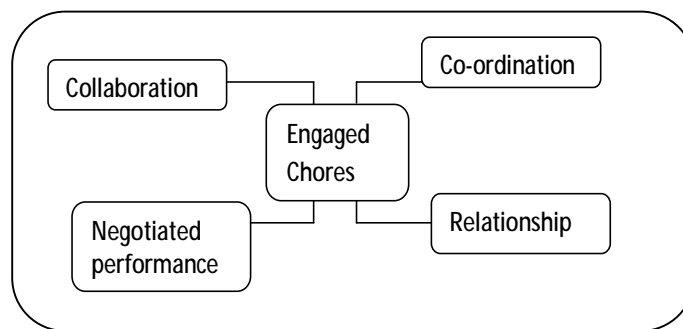 Collaboration
Co-ordination
Engaged
Chores
Negotiated
performance
Relationship